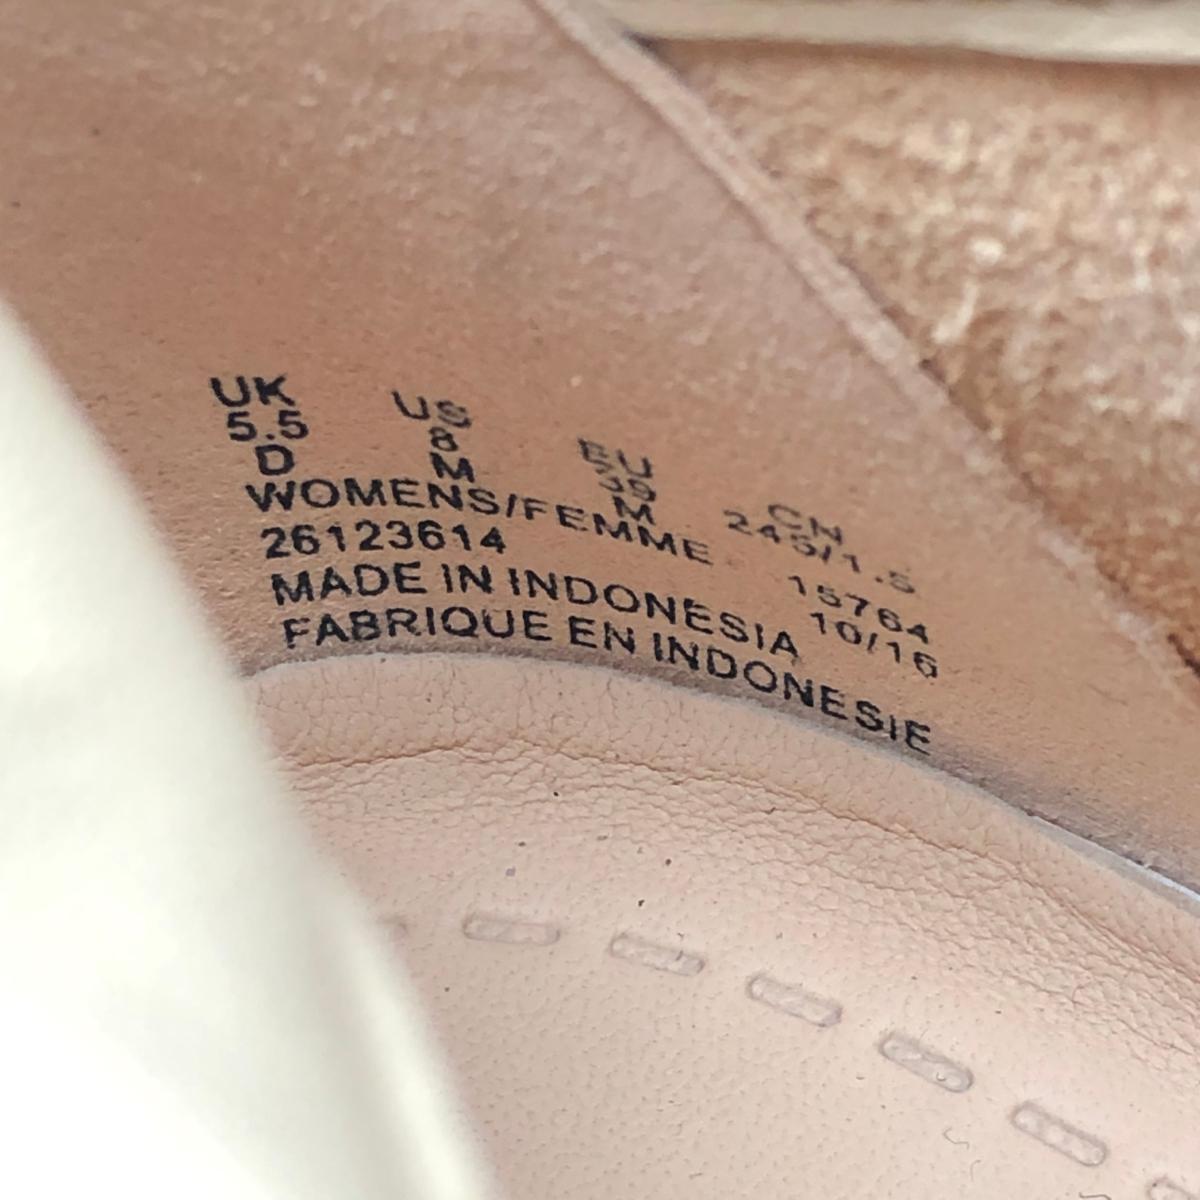 UK US EU CN
5.5 8 39 245/1.5
D M M
WOMENS/FEMME 15764
26123614 10/16
MADE IN INDONESIA
FABRIQUE EN INDONESIE